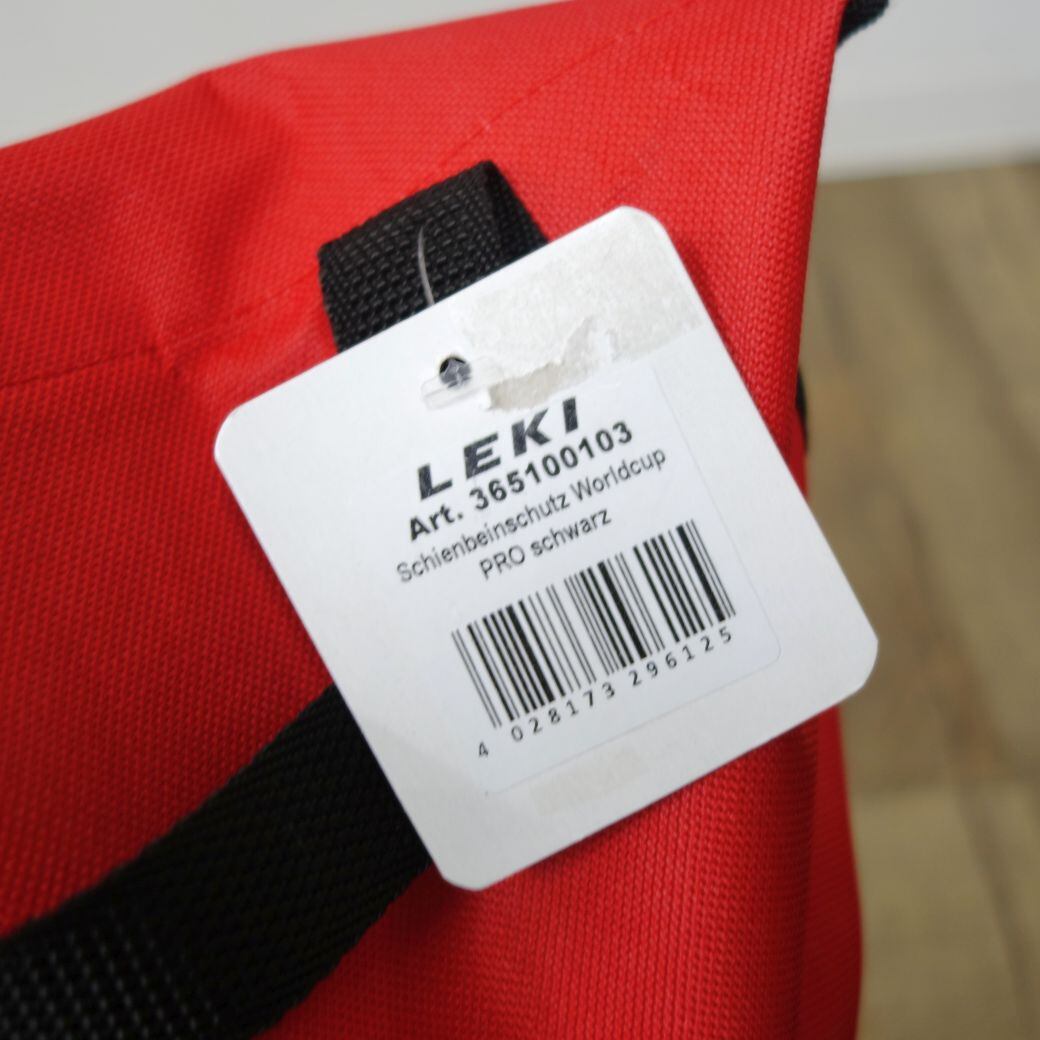 LEKI
Art. 365100103
Schienbeinschutz Worldcup
PRO schwarz
4 028173 296125